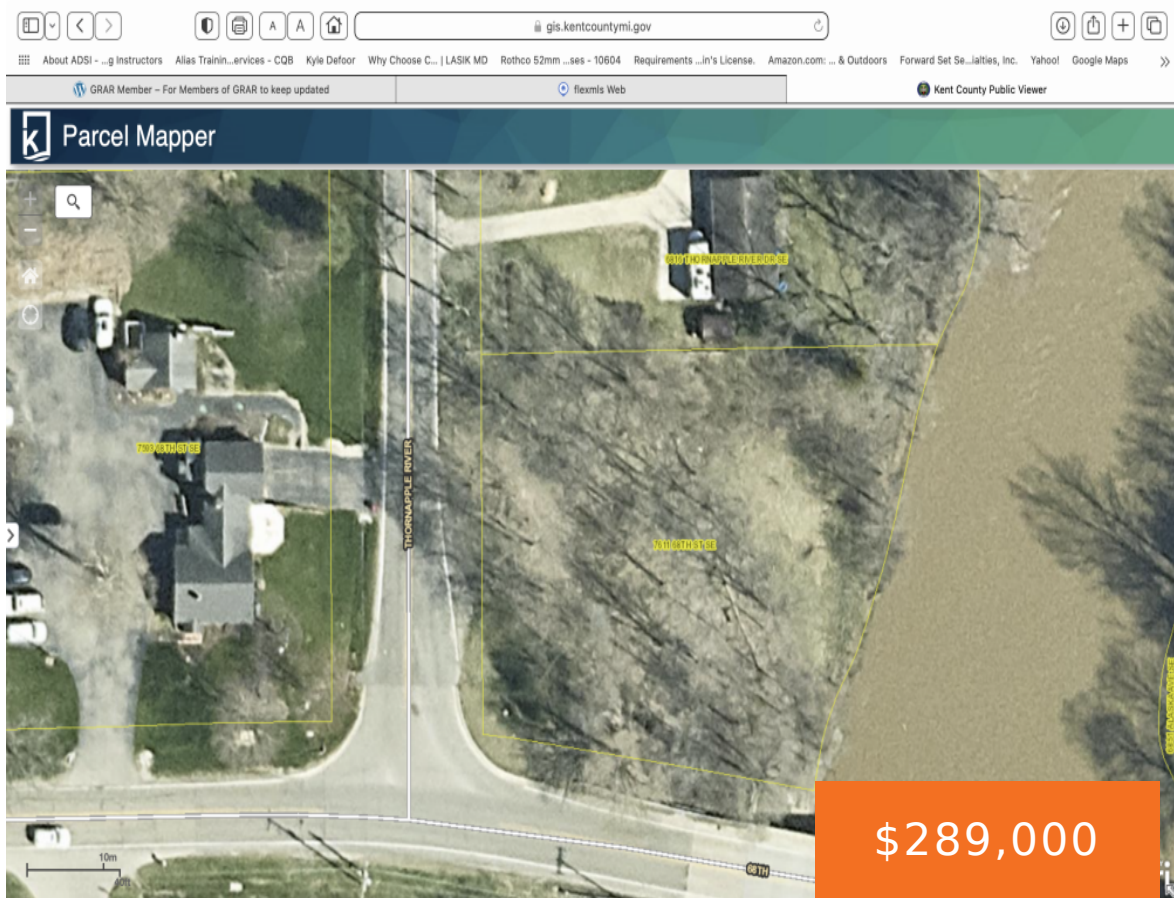 A A
gis.kentcountymi.gov
About ADSI - ...g Instructors Alias Trainin...ervices - CQB Kyle Defoor Why Choose C... | LASIK MD Rothco 52mm ...ses - 10604 Requirements ...in's License. Amazon.com: ... & Outdoors Forward Set Se...ialties, Inc. Yahoo! Google Maps
GRAR Member – For Members of GRAR to keep updated flexmls Web Kent County Public Viewer
k Parcel Mapper
THORNAPPLE RIVER DR SE
THORNAPPLE RIVER
68TH ST SE
7611 68TH ST SE
10m
40ft
68TH
$289,000